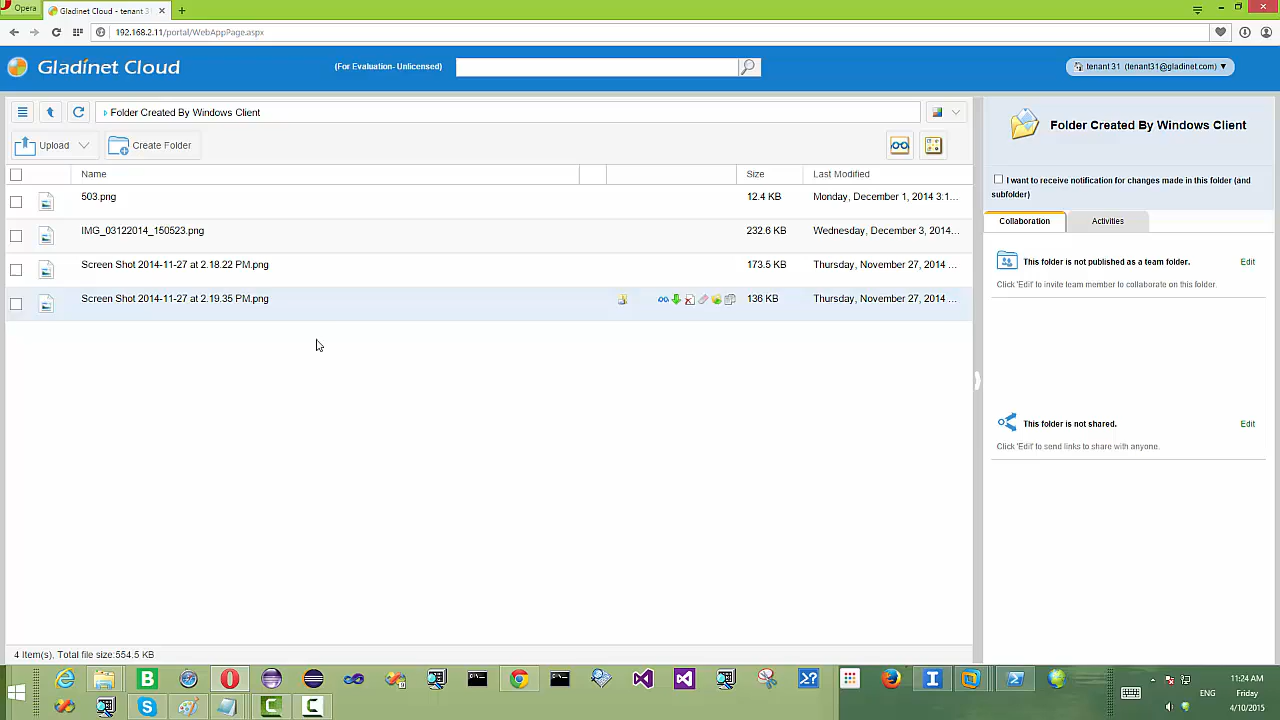 Opera
Gladinet Cloud - tenant 3
192.168.2.11/portal/WebAppPage.aspx
Gladinet Cloud
(For Evaluation- Unlicensed)
tenant 31 (tenant31@gladinet.com)
Folder Created By Windows Client
Upload
Create Folder
Name
Size
Last Modified
503.png
12.4 KB
Monday, December 1, 2014 3:1...
IMG_03122014_150523.png
232.6 KB
Wednesday, December 3, 2014...
Screen Shot 2014-11-27 at 2.18.22 PM.png
173.5 KB
Thursday, November 27, 2014 ...
Screen Shot 2014-11-27 at 2.19.35 PM.png
136 KB
Thursday, November 27, 2014 ...
4 Item(s), Total file size:554.5 KB
Folder Created By Windows Client
I want to receive notification for changes made in this folder (and
subfolder)
Collaboration
Activities
This folder is not published as a team folder.
Edit
Click 'Edit' to invite team member to collaborate on this folder.
This folder is not shared.
Edit
Click 'Edit' to send links to share with anyone.
11:24 AM
ENG
Friday
4/10/2015